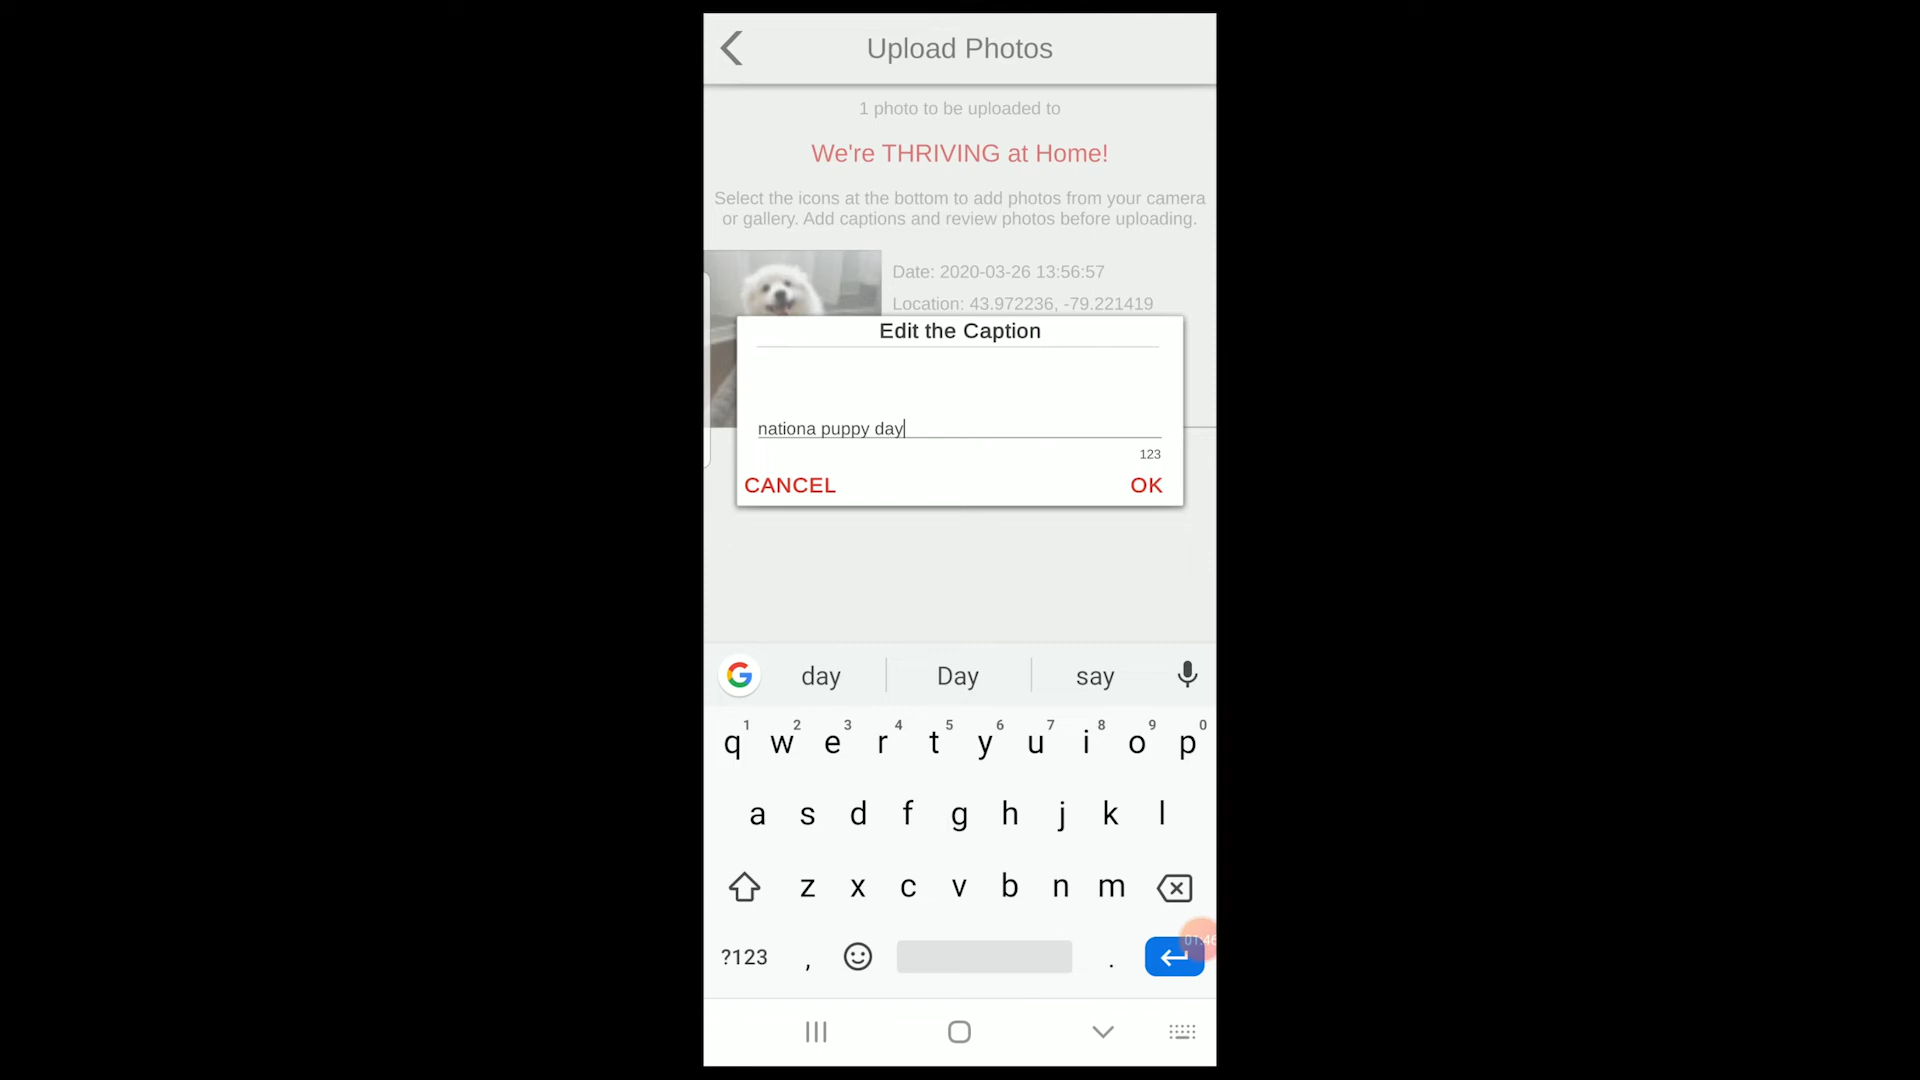 Upload Photos
1 photo to be uploaded to
We're THRIVING at Home!
Select the icons at the bottom to add photos from your camera
or gallery. Add captions and review photos before uploading.
Date: 2020-03-26 13:56:57
Location: 43.972236, -79.221419
Edit the Caption
nationa puppy day
123
CANCEL OK
day Day say
1 2 3 4 5 6 7 8 9 0
q w e r t y u i o p
a s d f g h j k l
z x c v b n m
01:46
?123 , .